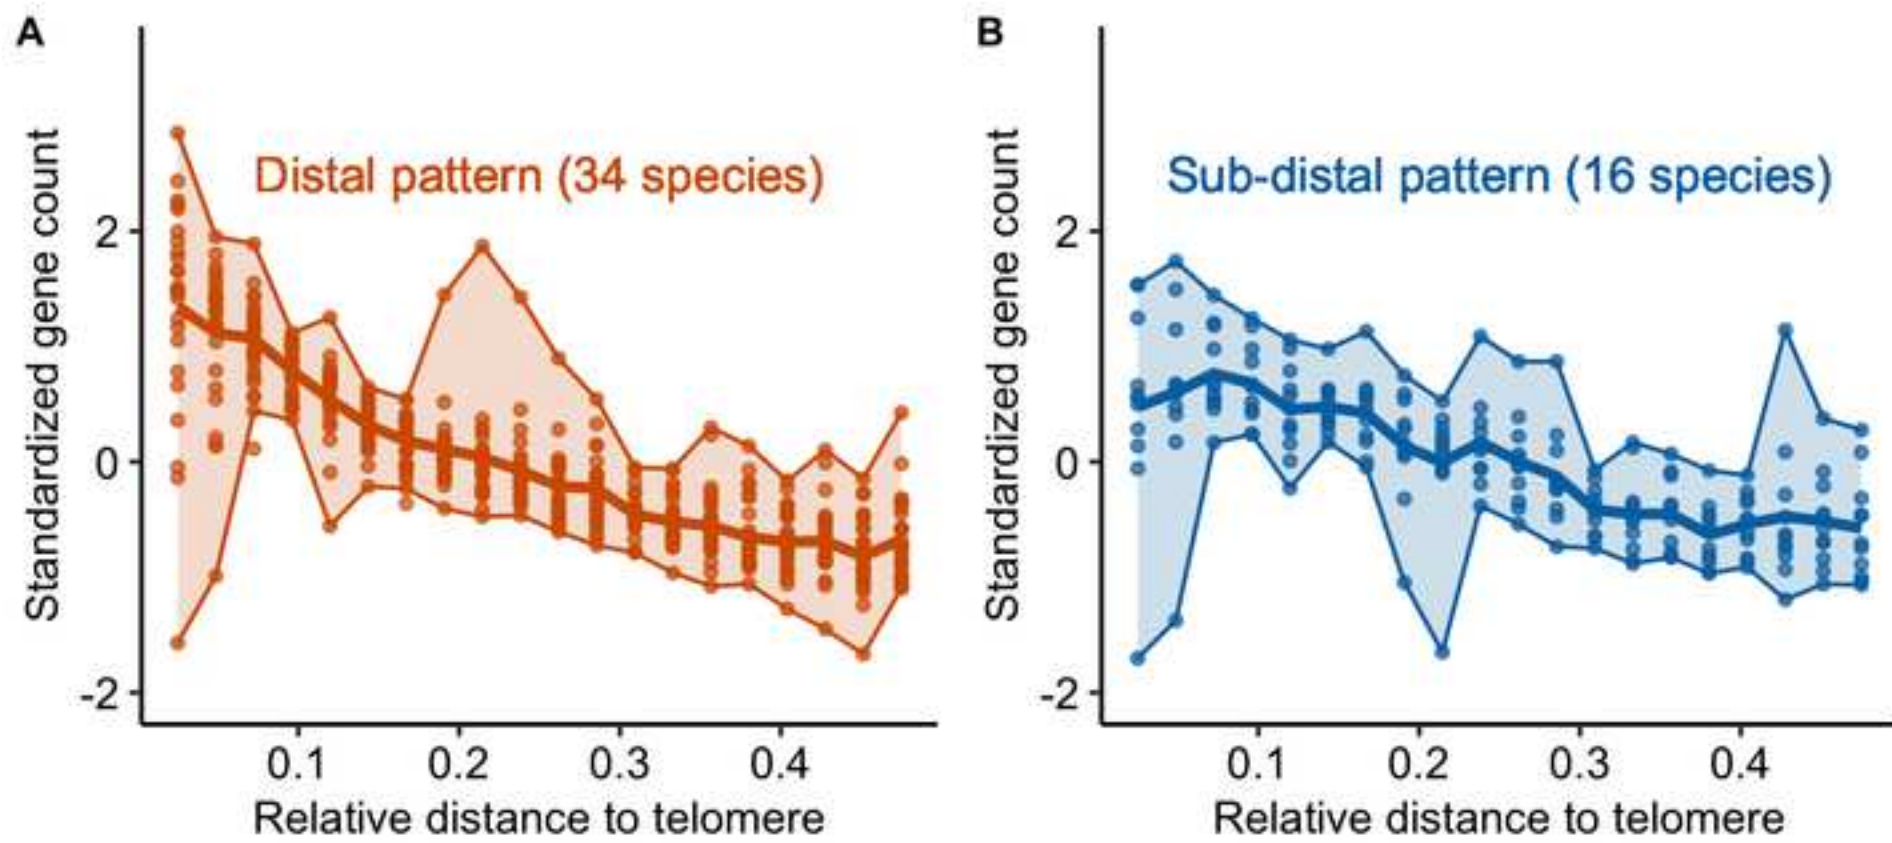 A
Distal pattern (34 species)
Standardized gene count
2
0
-2
0.1 0.2 0.3 0.4
Relative distance to telomere
B
Sub-distal pattern (16 species)
Standardized gene count
2
0
-2
0.1 0.2 0.3 0.4
Relative distance to telomere